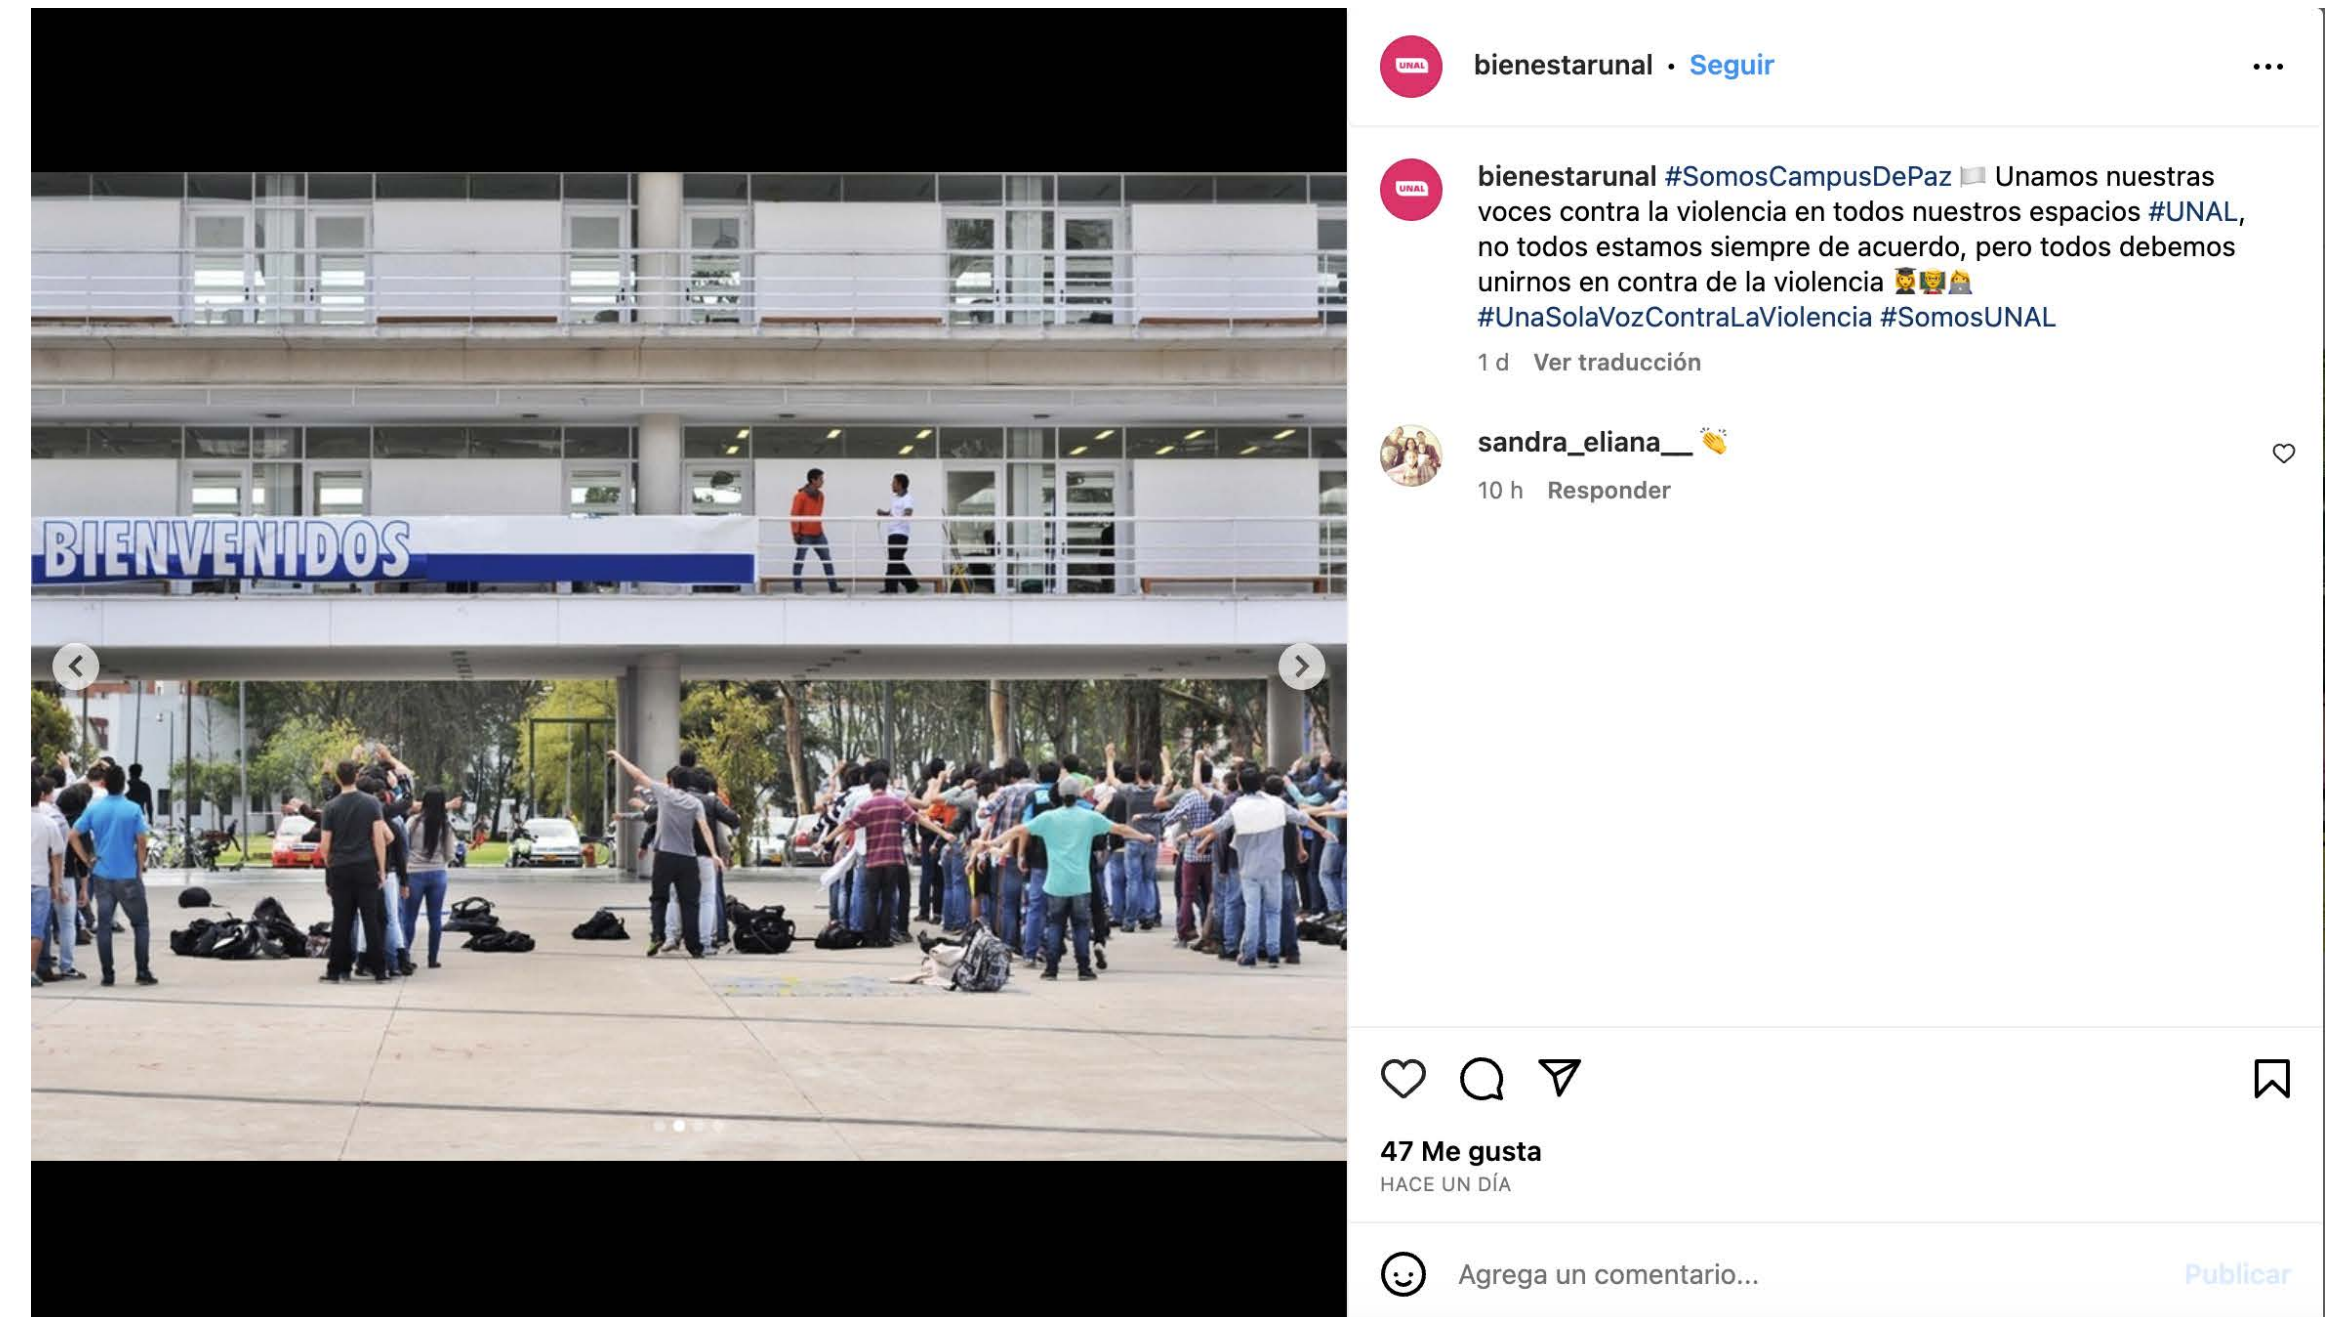 BIENVENIDOS
UNAL
bienestarunal • Seguir
UNAL
bienestarunal #SomosCampusDePaz 🏳️ Unamos nuestras
voces contra la violencia en todos nuestros espacios #UNAL,
no todos estamos siempre de acuerdo, pero todos debemos
unirnos en contra de la violencia 👩‍🎓👨‍🏫👩‍💻
#UnaSolaVozContraLaViolencia #SomosUNAL
1 d Ver traducción
sandra_eliana__ 👏
10 h Responder
47 Me gusta
HACE UN DÍA
Agrega un comentario...
Publicar